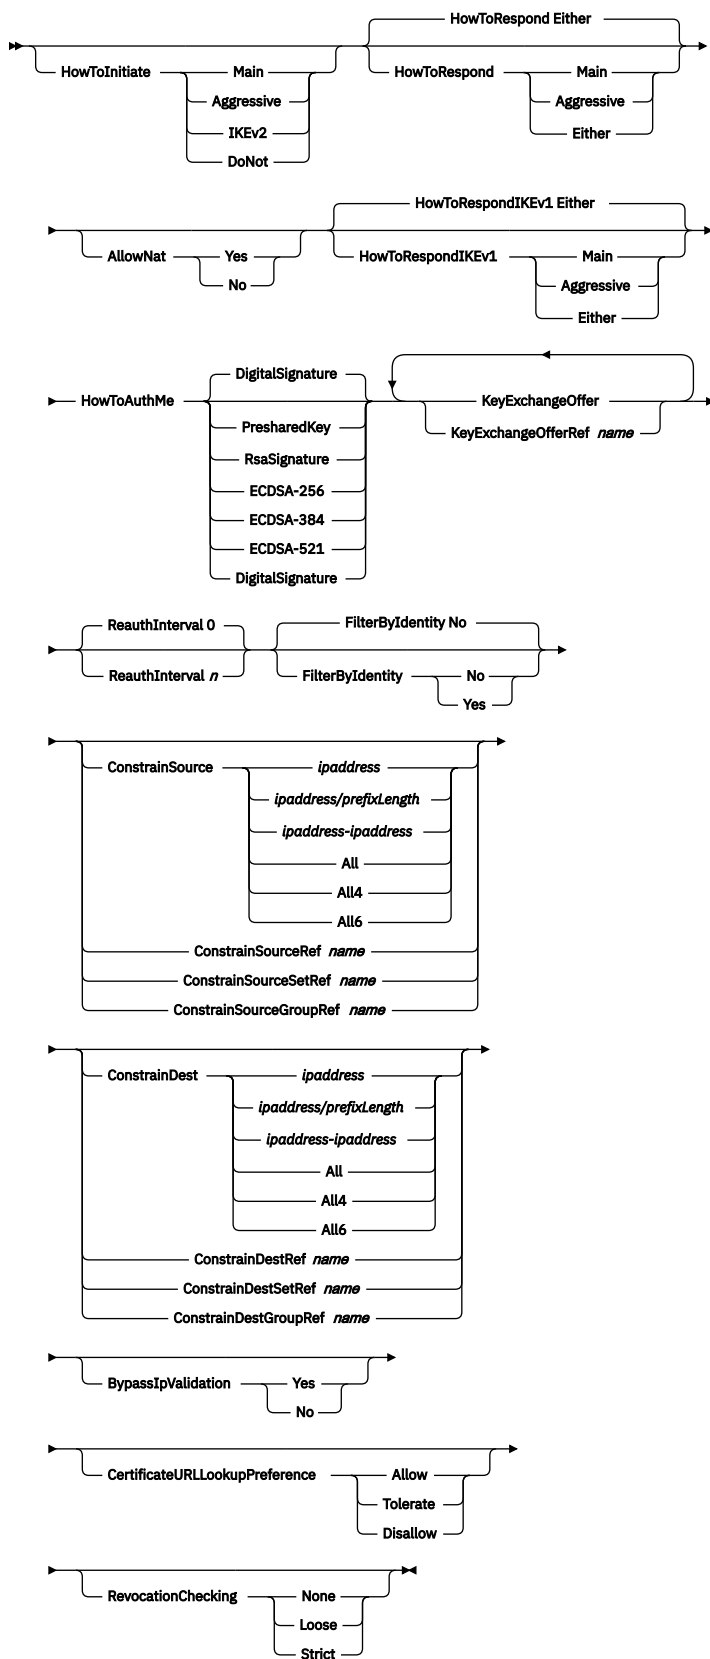 HowToRespond Either
HowToInitiate Main HowToRespond Main
Aggressive Aggressive
IKEv2 Either
DoNot
HowToRespondIKEv1 Either
AllowNat Yes HowToRespondIKEv1 Main
No Aggressive
Either
DigitalSignature
HowToAuthMe KeyExchangeOffer
PresharedKey KeyExchangeOfferRef name
RsaSignature
ECDSA-256
ECDSA-384
ECDSA-521
DigitalSignature
ReauthInterval 0 FilterByIdentity No
ReauthInterval n FilterByIdentity No
Yes
ConstrainSource ipaddress
ipaddress/prefixLength
ipaddress-ipaddress
All
All4
All6
ConstrainSourceRef name
ConstrainSourceSetRef name
ConstrainSourceGroupRef name
ConstrainDest ipaddress
ipaddress/prefixLength
ipaddress-ipaddress
All
All4
All6
ConstrainDestRef name
ConstrainDestSetRef name
ConstrainDestGroupRef name
BypassIpValidation Yes
No
CertificateURLLookupPreference Allow
Tolerate
Disallow
RevocationChecking None
Loose
Strict